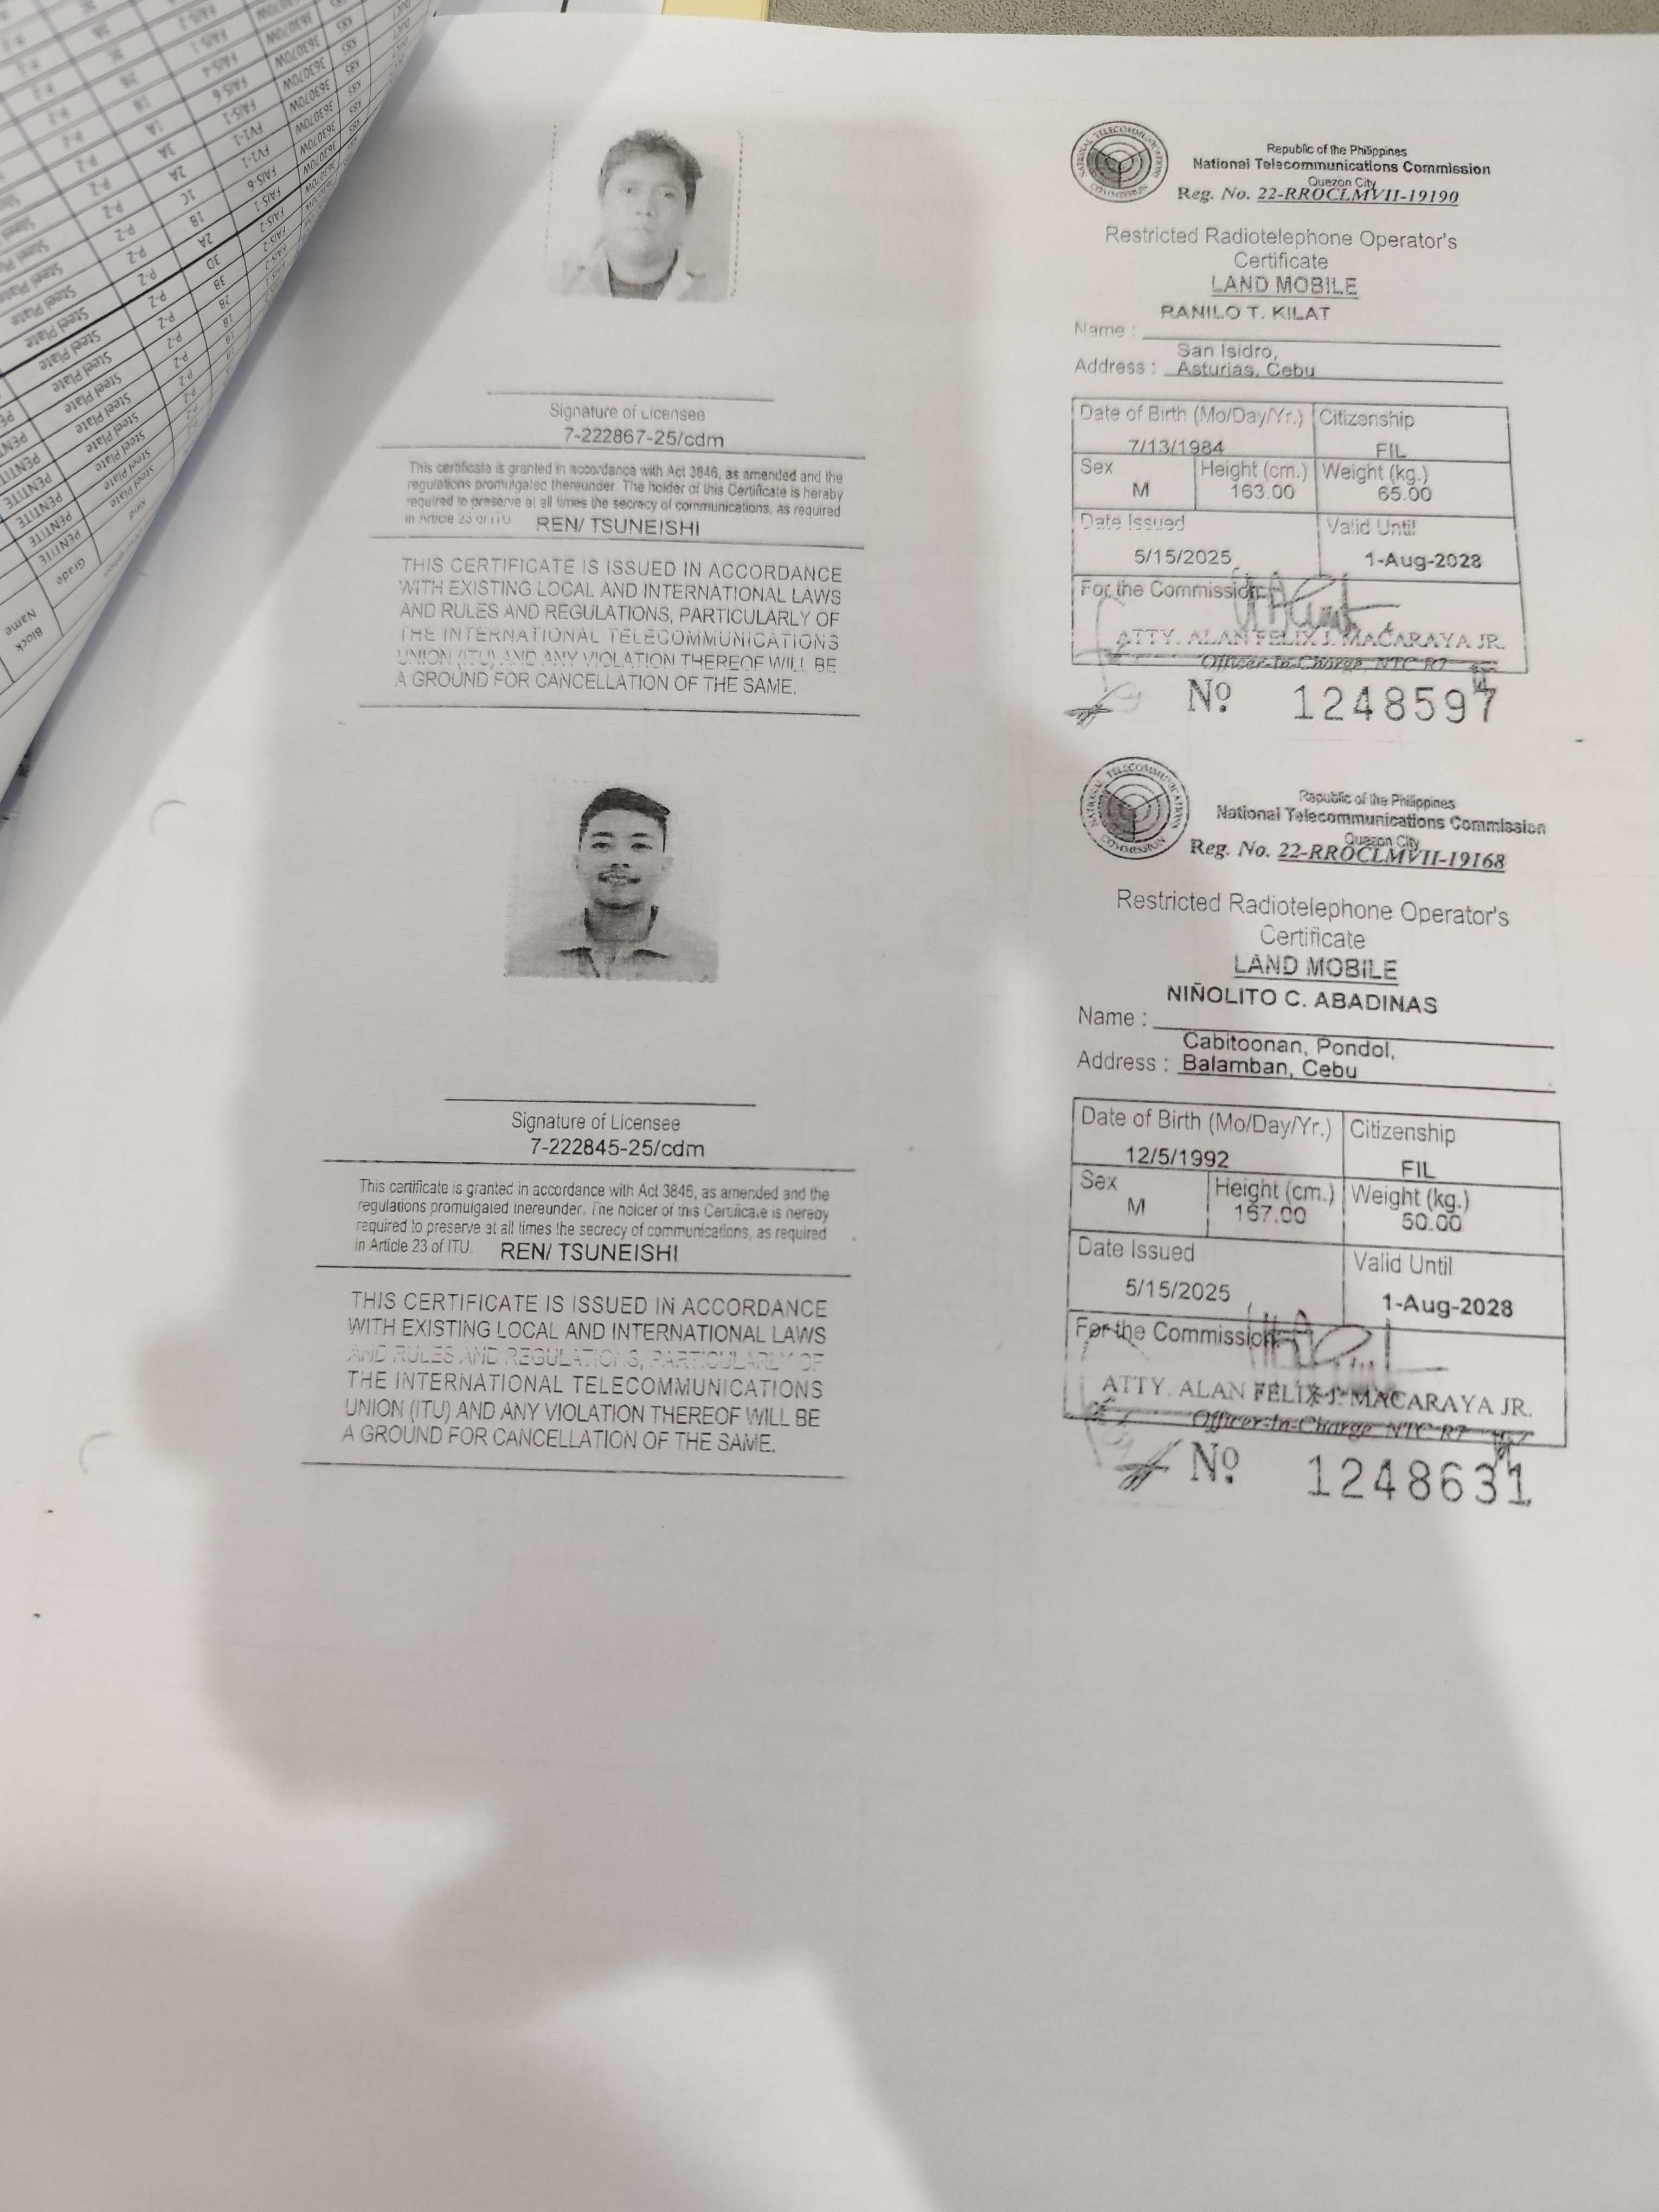 Signature of Licensee
7-222867-25/cdm
This certificate is granted in accordance with Act 3846, as amended and the
regulations promulgated thereunder. The holder of this Certificate is hereby
required to preserve at all times the secrecy of communications, as required
in Article 23 of ITU REN/ TSUNEISHI
THIS CERTIFICATE IS ISSUED IN ACCORDANCE
WITH EXISTING LOCAL AND INTERNATIONAL LAWS
AND RULES AND REGULATIONS, PARTICULARLY OF
THE INTERNATIONAL TELECOMMUNICATIONS
UNION (ITU) AND ANY VIOLATION THEREOF WILL BE
A GROUND FOR CANCELLATION OF THE SAME.
NATIONAL TELECOMMUNICATIONS COMMISSION
Republic of the Philippines
National Telecommunications Commission
Quezon City
Reg. No. 22-RROCLMVII-19190
Restricted Radiotelephone Operator's
Certificate
LAND MOBILE
RANILO T. KILAT
Name :
San Isidro,
Address : Asturias, Cebu
Date of Birth (Mo/Day/Yr.) Citizenship
7/13/1984 FIL
Sex Height (cm.) Weight (kg.)
M 163.00 65.00
Date Issued Valid Until
5/15/2025 1-Aug-2028
For the Commission:
ATTY. ALAN FELIX J. MACARAYA JR.
Officer-In-Charge, NTC R7
Nº 1248597
Signature of Licensee
7-222845-25/cdm
This certificate is granted in accordance with Act 3846, as amended and the
regulations promulgated thereunder. The holder of this Certificate is hereby
required to preserve at all times the secrecy of communications, as required
in Article 23 of ITU. REN/ TSUNEISHI
THIS CERTIFICATE IS ISSUED IN ACCORDANCE
WITH EXISTING LOCAL AND INTERNATIONAL LAWS
AND RULES AND REGULATIONS, PARTICULARLY OF
THE INTERNATIONAL TELECOMMUNICATIONS
UNION (ITU) AND ANY VIOLATION THEREOF WILL BE
A GROUND FOR CANCELLATION OF THE SAME.
NATIONAL TELECOMMUNICATIONS COMMISSION
Republic of the Philippines
National Telecommunications Commission
Quezon City
Reg. No. 22-RROCLMVII-19168
Restricted Radiotelephone Operator's
Certificate
LAND MOBILE
NIÑOLITO C. ABADINAS
Name :
Cabitoonan, Pondol,
Address : Balamban, Cebu
Date of Birth (Mo/Day/Yr.) Citizenship
12/5/1992 FIL
Sex Height (cm.) Weight (kg.)
M 167.00 50.00
Date Issued Valid Until
5/15/2025 1-Aug-2028
For the Commission:
ATTY. ALAN FELIX J. MACARAYA JR.
Officer-In-Charge, NTC R7
Nº 1248631